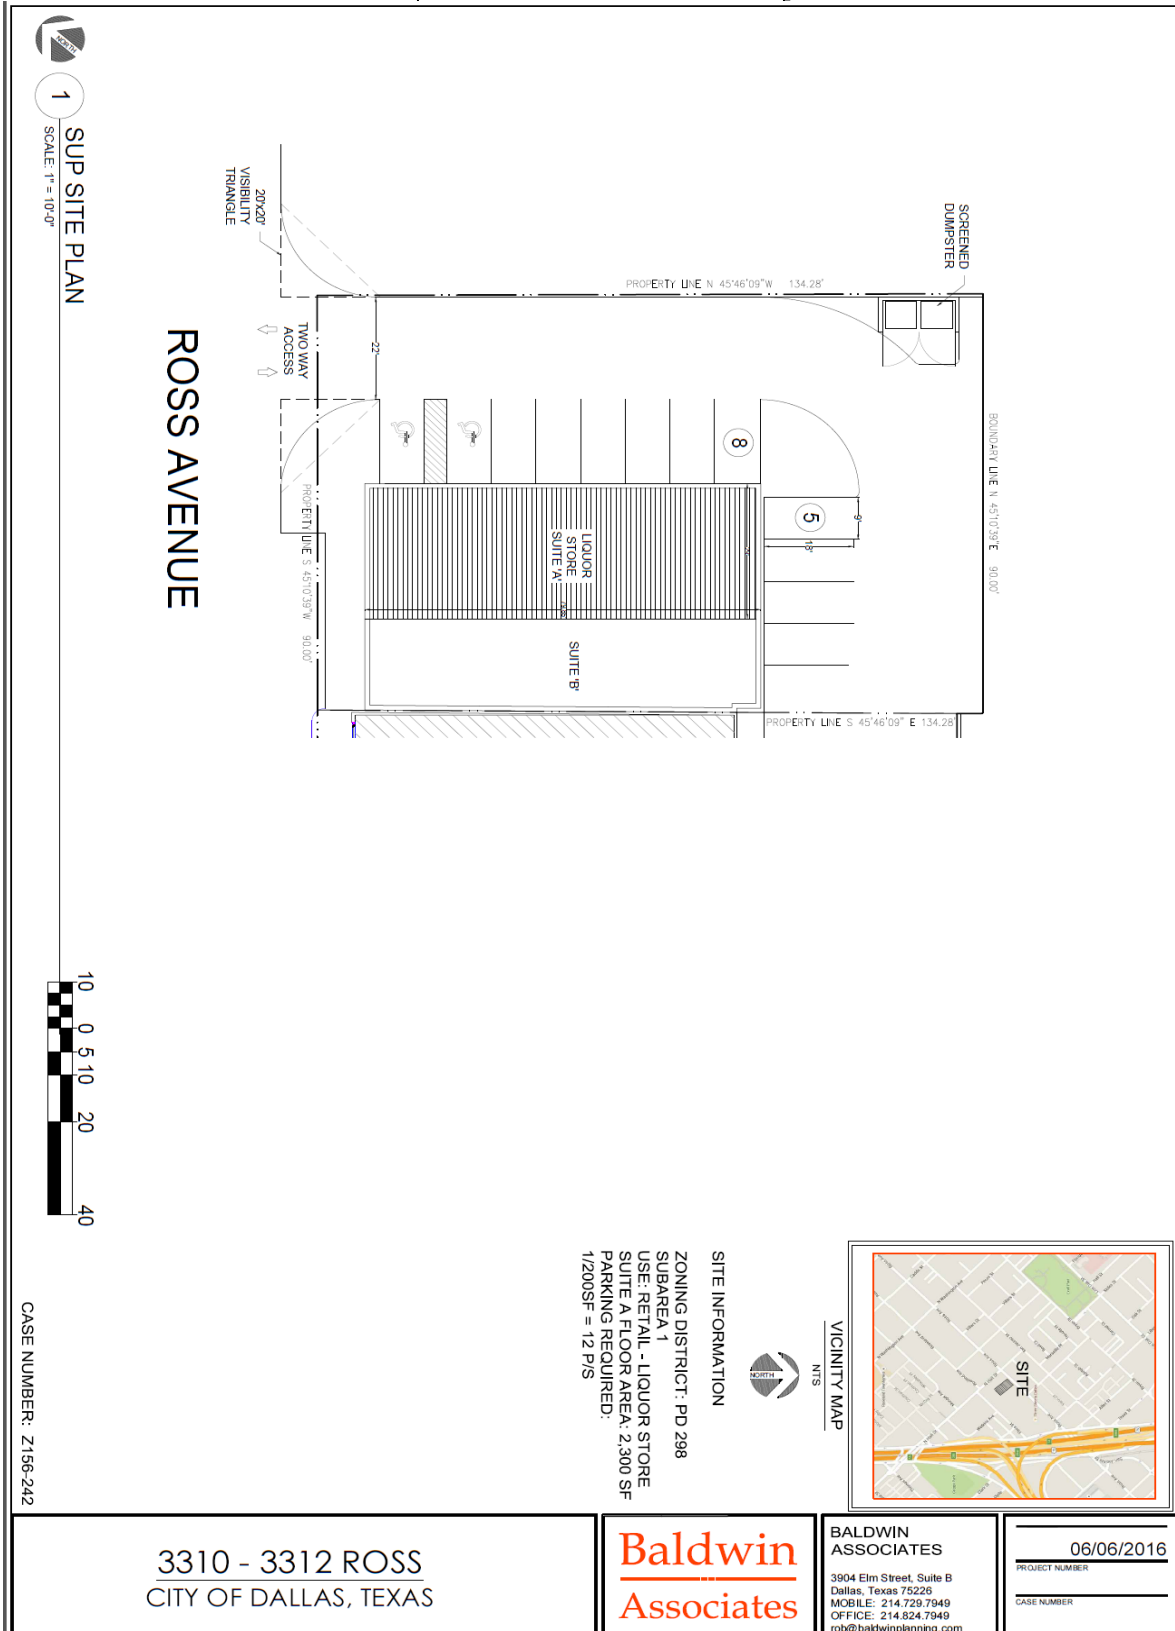 NORTH
1
SUP SITE PLAN
SCALE: 1" = 10'-0"
20'x20'
VISIBILITY
TRIANGLE
SCREENED
DUMPSTER
PROPERTY LINE N 45°46'09"W 134.28'
BOUNDARY LINE N 45°10'39"E 90.00'
TWO WAY
ACCESS
22'
8
5
9'
18'
ROSS AVENUE
PROPERTY LINE S 45°10'39"W 90.00'
LIQUOR
STORE
SUITE 'A'
SUITE 'B'
PROPERTY LINE S 45°46'09" E 134.28'
10 0 5 10 20 40
SITE
VICINITY MAP
NTS
NORTH
SITE INFORMATION
ZONING DISTRICT: PD 298
SUBAREA 1
USE: RETAIL - LIQUOR STORE
SUITE A FLOOR AREA: 2,300 SF
PARKING REQUIRED:
1/200SF = 12 P/S
CASE NUMBER: Z156-242
3310 - 3312 ROSS
CITY OF DALLAS, TEXAS
Baldwin
Associates
BALDWIN
ASSOCIATES
3904 Elm Street, Suite B
Dallas, Texas 75226
MOBILE: 214.729.7949
OFFICE: 214.824.7949
rob@baldwinplanning.com
06/06/2016
PROJECT NUMBER
CASE NUMBER